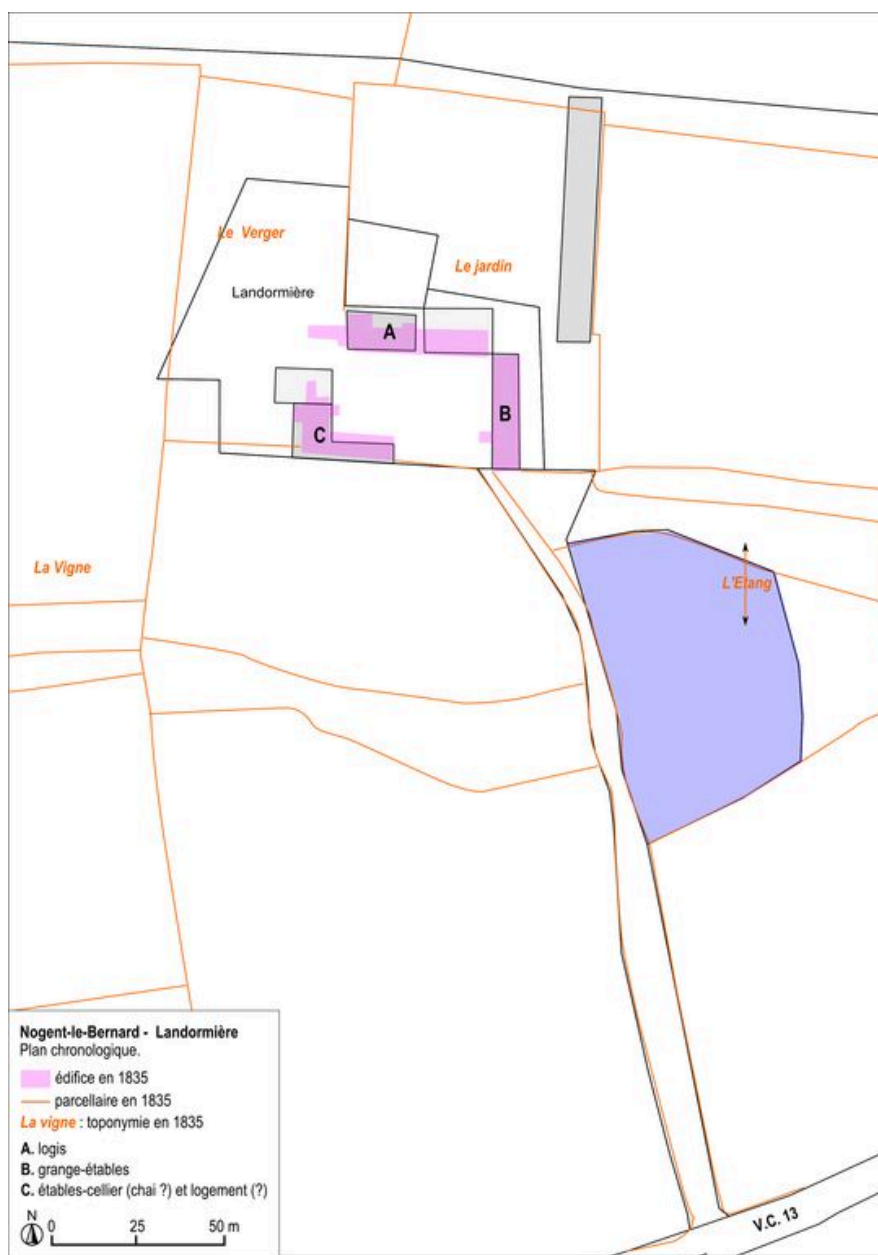 Le Verger
Le jardin
Landormière
A
B
C
La Vigne
L'Etang
Nogent-le-Bernard - Landormière
Plan chronologique.
édifice en 1835
parcellaire en 1835
La vigne : toponymie en 1835
A. logis
B. grange-étables
C. étables-cellier (chai ?) et logement (?)
N
0 25 50 m
V.C. 13